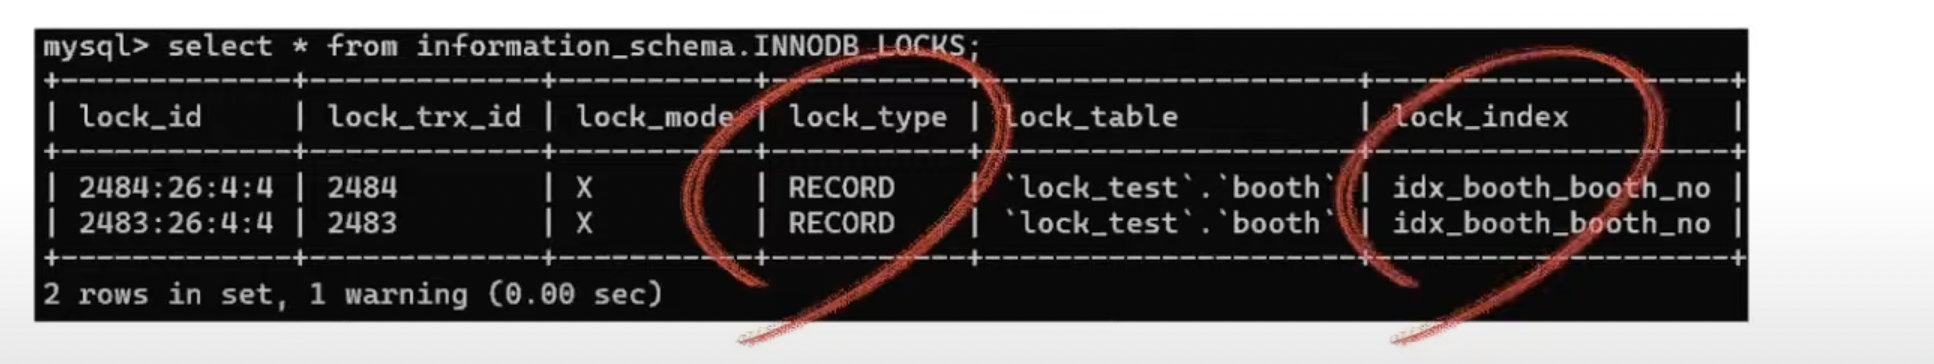 mysql> select * from information_schema.INNODB_LOCKS;
+-------------+-------------+-----------+-----------+---------------------+--------------------+
| lock_id | lock_trx_id | lock_mode | lock_type | lock_table | lock_index |
+-------------+-------------+-----------+-----------+---------------------+--------------------+
| 2484:26:4:4 | 2484 | X | RECORD | `lock_test`.`booth` | idx_booth_booth_no |
| 2483:26:4:4 | 2483 | X | RECORD | `lock_test`.`booth` | idx_booth_booth_no |
+-------------+-------------+-----------+-----------+---------------------+--------------------+
2 rows in set, 1 warning (0.00 sec)